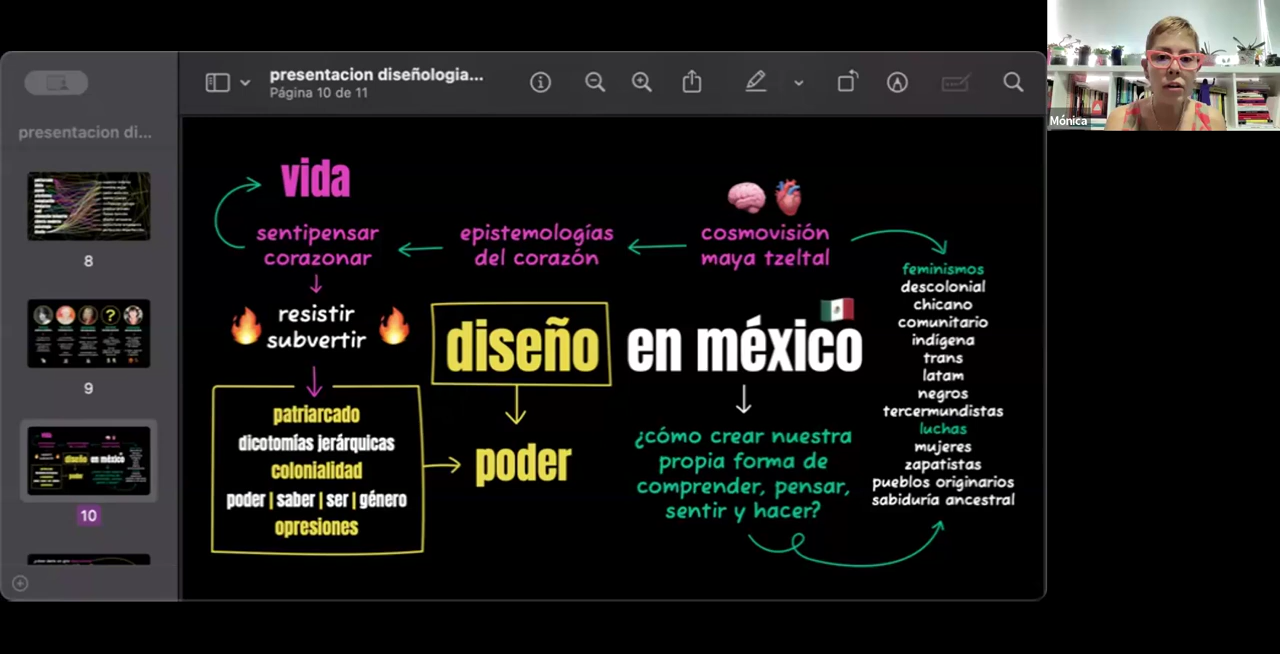 presentacion diseñologia...
Página 10 de 11
presentacion di...
8
9
10
Mónica
vida
sentipensar
corazonar
epistemologías
del corazón
cosmovisión
maya tzeltal
resistir
subvertir
diseño en méxico
patriarcado
dicotomías jerárquicas
colonialidad
poder | saber | ser | género
opresiones
poder
¿cómo crear nuestra
propia forma de
comprender, pensar,
sentir y hacer?
feminismos
descolonial
chicano
comunitario
indígena
trans
latam
negros
tercermundistas
luchas
mujeres
zapatistas
pueblos originarios
sabiduría ancestral